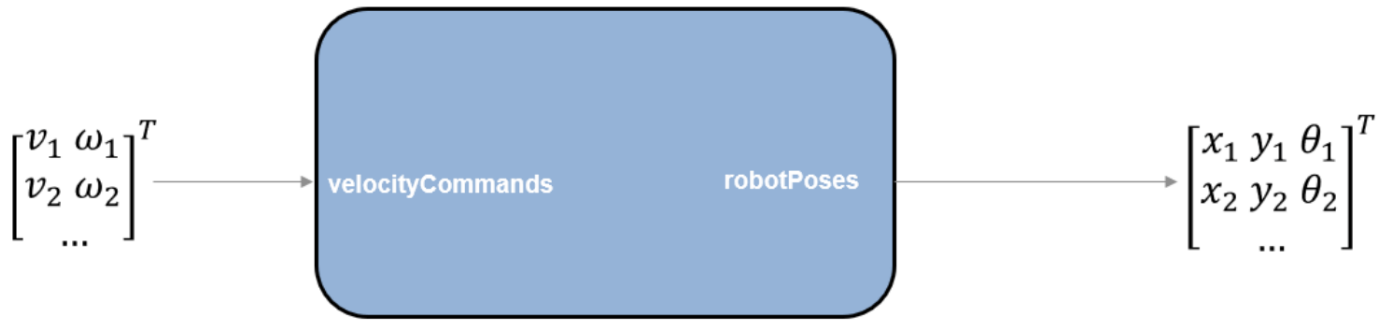 [v₁ ω₁
v₂ ω₂
...]ᵀ
velocityCommands
robotPoses
[x₁ y₁ θ₁
x₂ y₂ θ₂
...]ᵀ